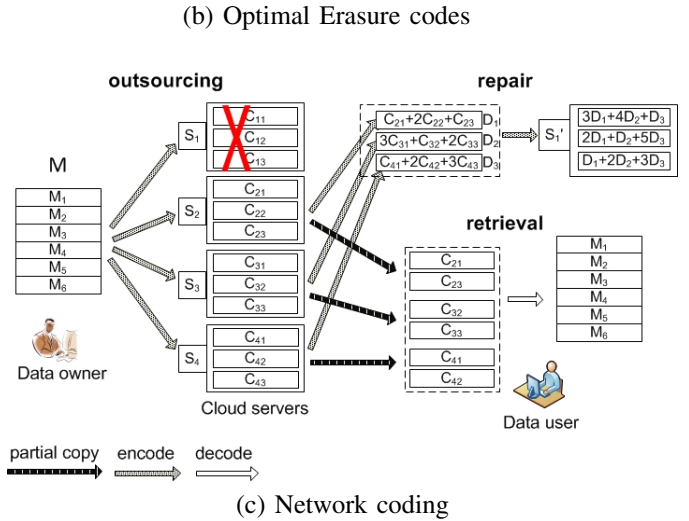 (b) Optimal Erasure codes
outsourcing
repair
M
M₁
M₂
M₃
M₄
M₅
M₆
Data owner
S₁
C₁₁
C₁₂
C₁₃
S₂
C₂₁
C₂₂
C₂₃
S₃
C₃₁
C₃₂
C₃₃
S₄
C₄₁
C₄₂
C₄₃
Cloud servers
C₂₁+2C₂₂+C₂₃ D₁
3C₃₁+C₃₂+2C₃₃ D₂
C₄₁+2C₄₂+3C₄₃ D₃
S₁'
3D₁+4D₂+D₃
2D₁+D₂+5D₃
D₁+2D₂+3D₃
retrieval
C₂₁
C₂₃
C₃₂
C₃₃
C₄₁
C₄₂
M₁
M₂
M₃
M₄
M₅
M₆
Data user
partial copy encode decode
(c) Network coding